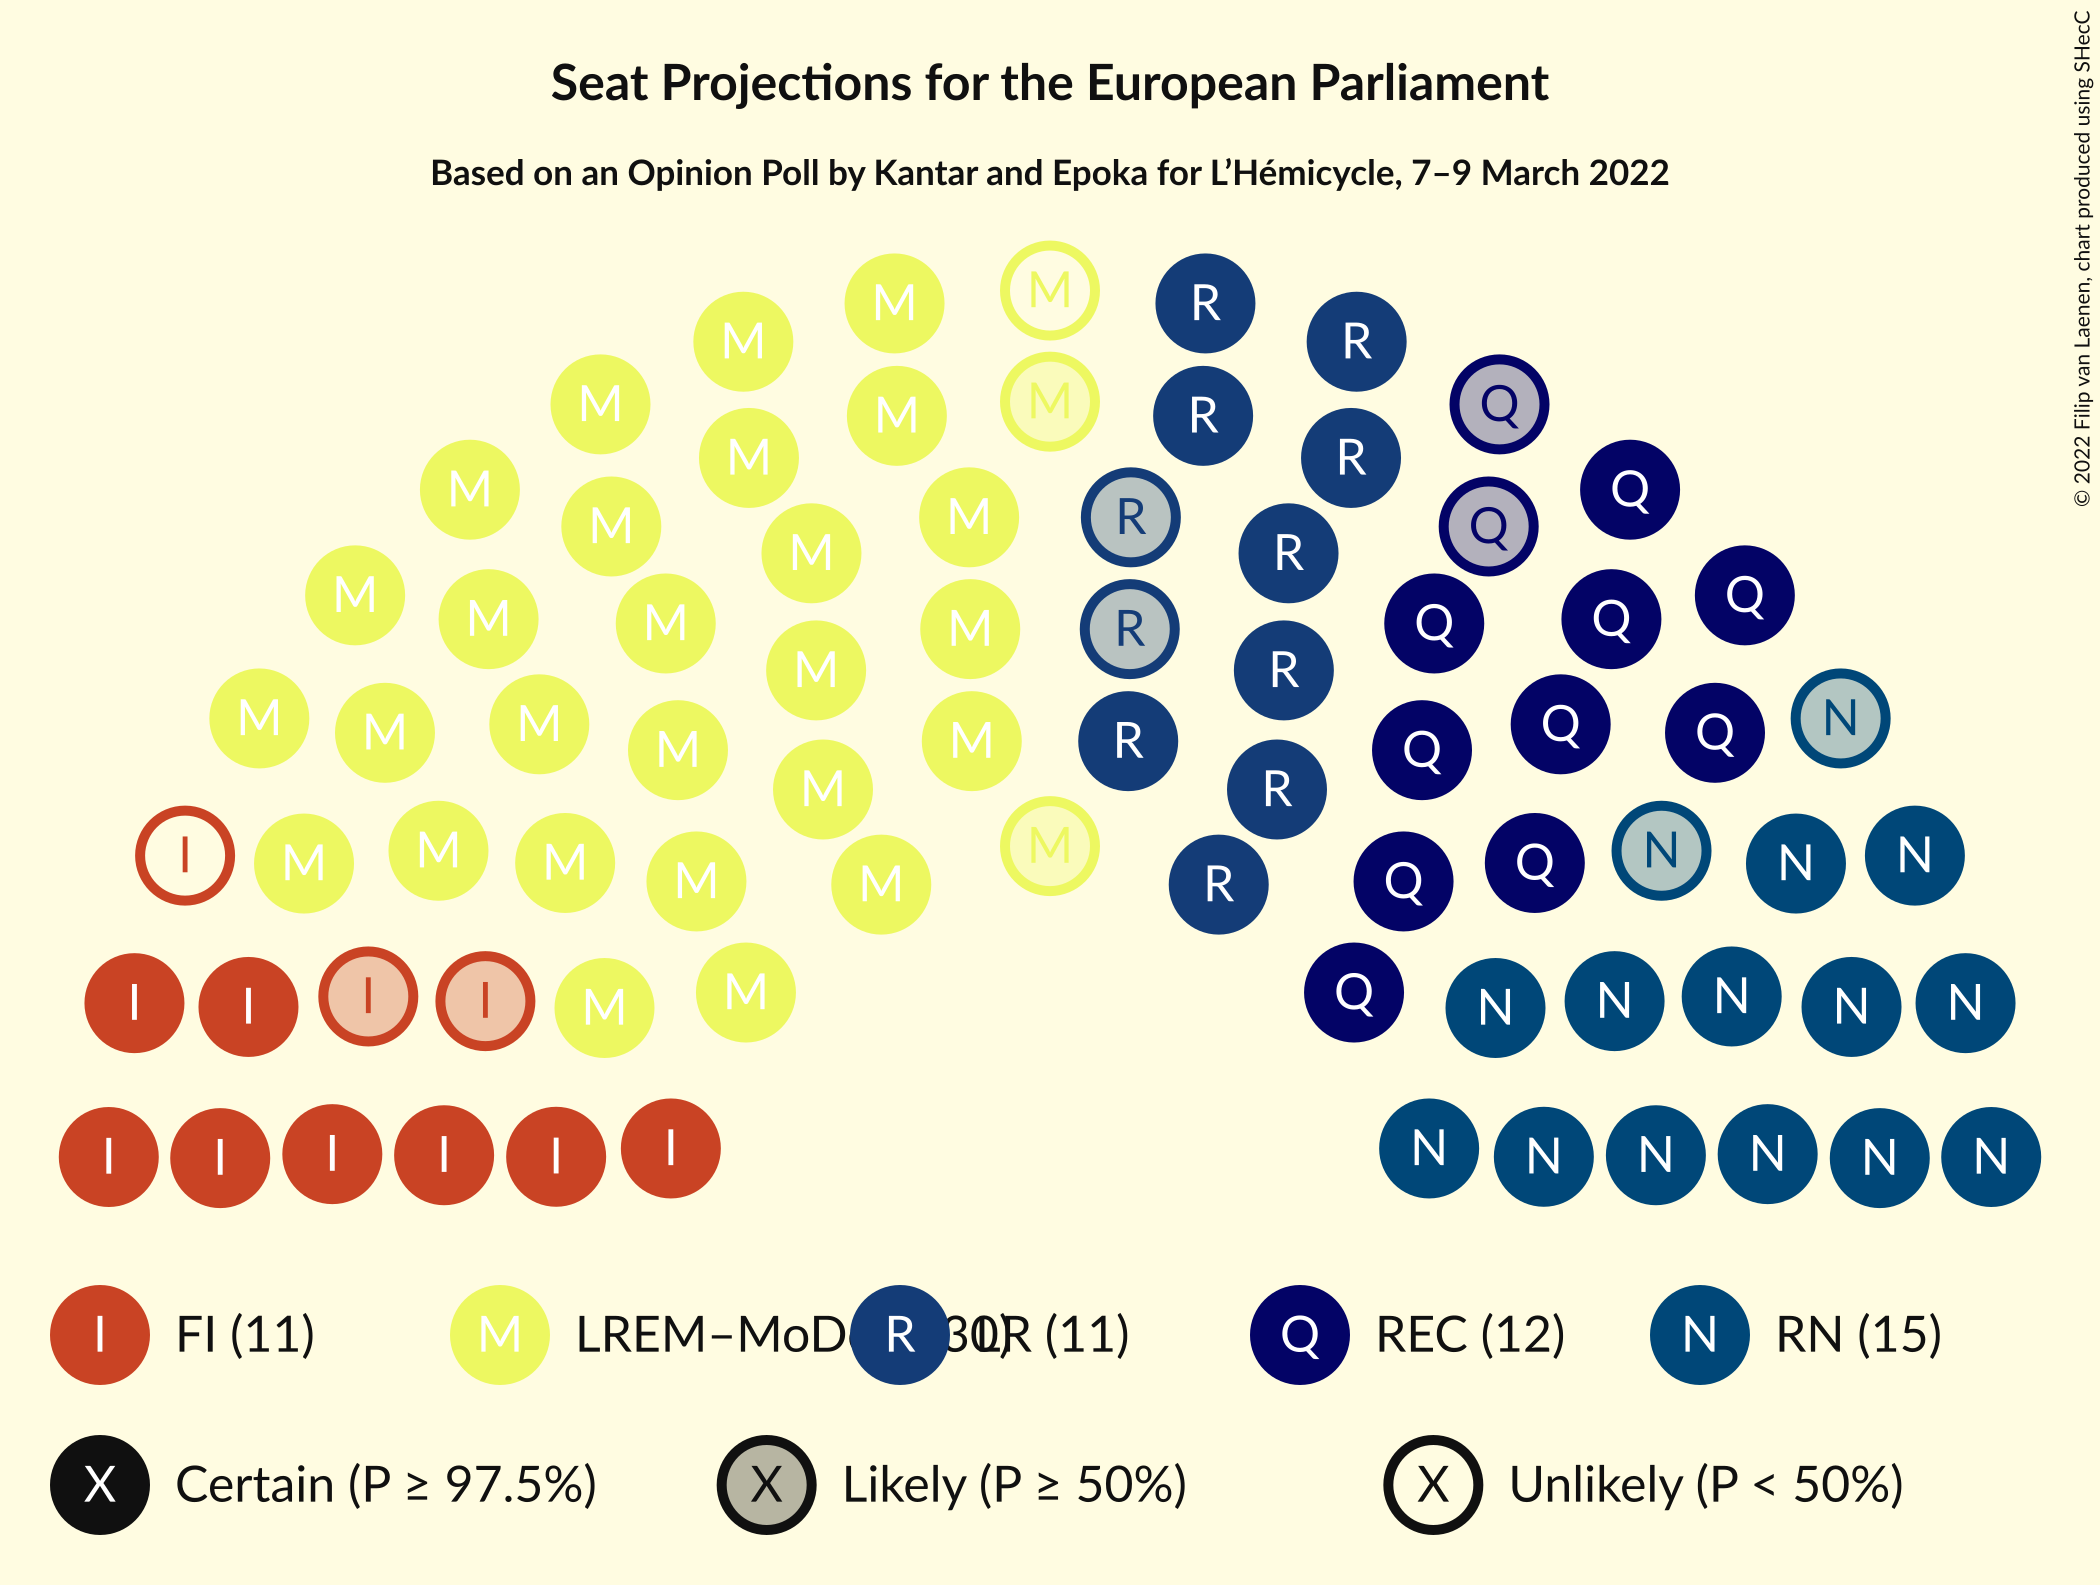 Seat Projections for the European Parliament
Based on an Opinion Poll by Kantar and Epoka for L’Hémicycle, 7–9 March 2022
© 2022 Filip van Laenen, chart produced using SHecC
M M M R R
M M M R R Q
M M M R R R Q Q
M M M M M R R Q Q Q
M M M M M M R R Q Q Q N
I M M M M M M R Q Q N N N
I I I I M M Q N N N N N
I I I I I I N N N N N N
I FI (11) M LREM–MoD 30) R LR (11) Q REC (12) N RN (15)
X Certain (P ≥ 97.5%) X Likely (P ≥ 50%) X Unlikely (P < 50%)